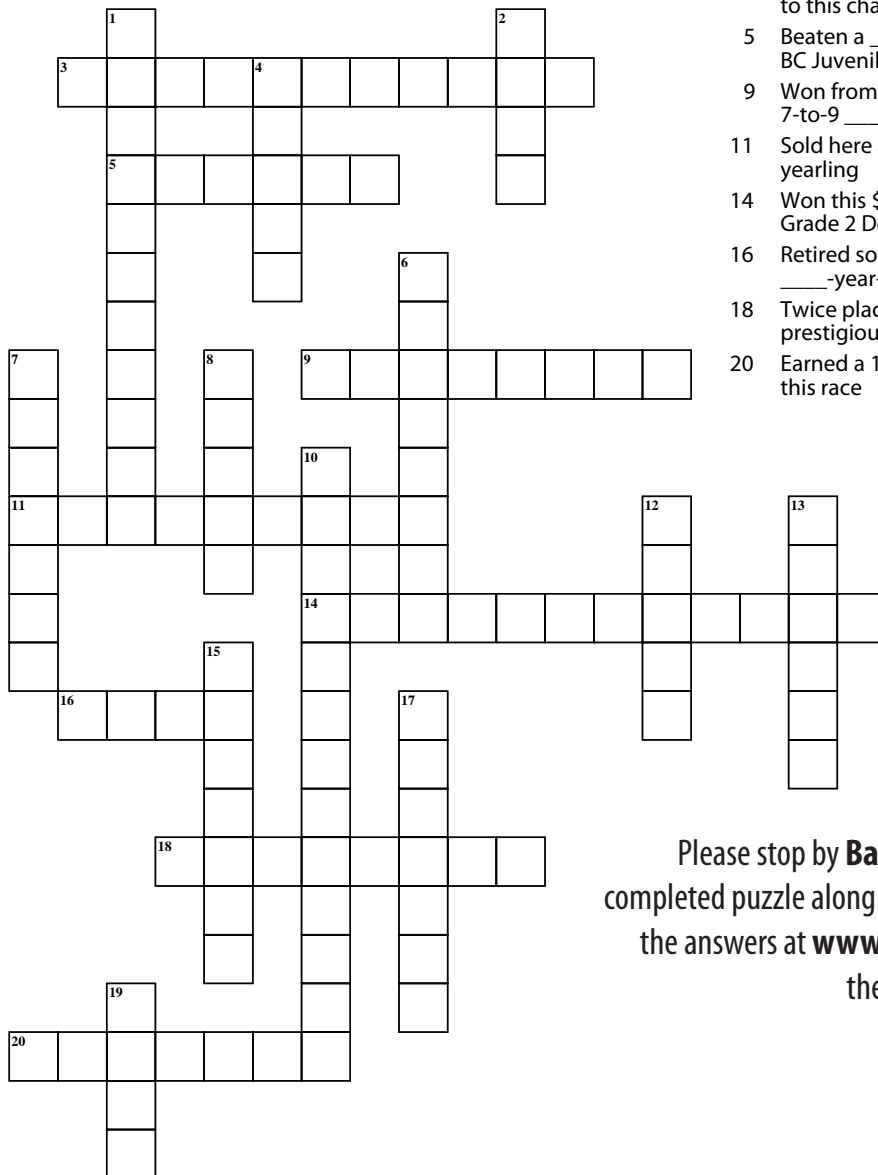 to this cha
5 Beaten a _
BC Juveni
9 Won from
7-to-9 ___
11 Sold here
yearling
14 Won this $
Grade 2 D
16 Retired so
____-year-
18 Twice plac
prestigiou
20 Earned a 1
this race
1
2
3
4
5
6
7
8
9
10
11
12
13
14
15
16
17
18
19
20
Please stop by Ba
completed puzzle along
the answers at www
the